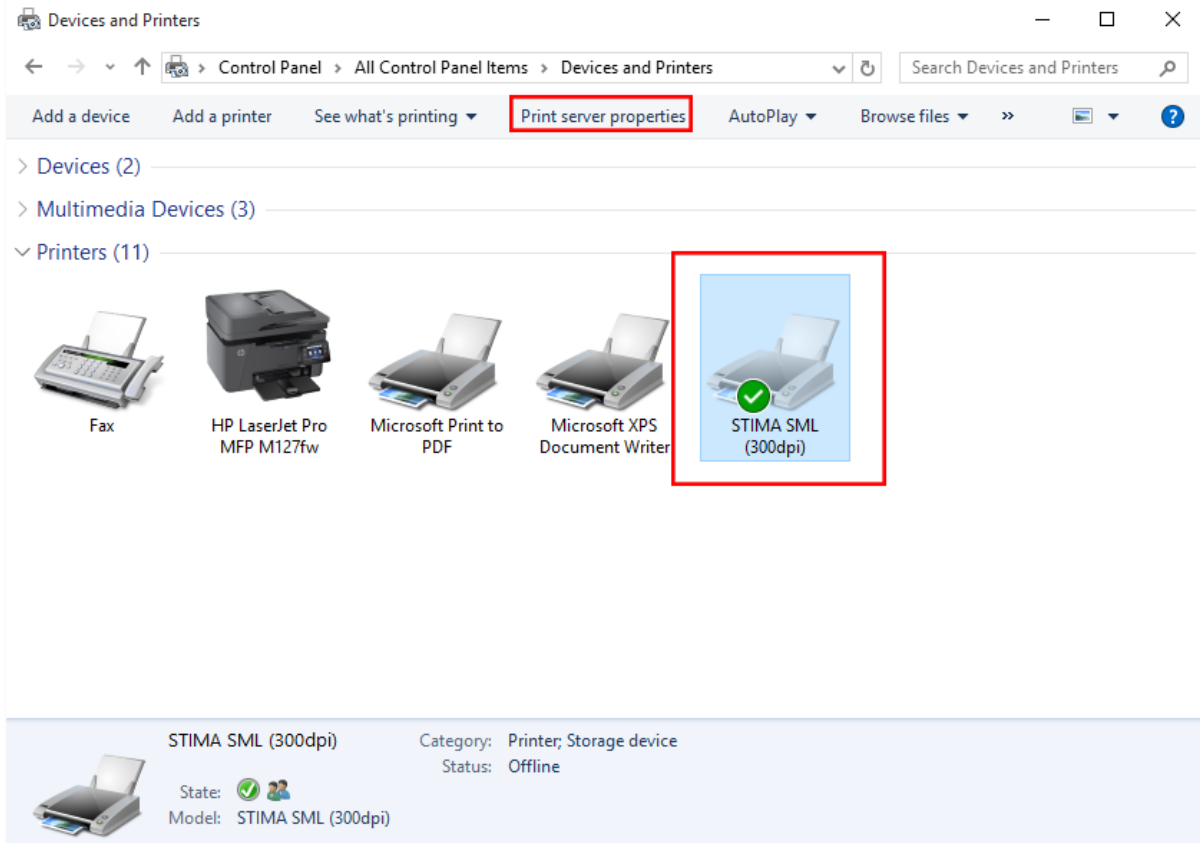 Devices and Printers
Control Panel > All Control Panel Items > Devices and Printers
Search Devices and Printers
Add a device Add a printer See what's printing Print server properties AutoPlay Browse files »
Devices (2)
Multimedia Devices (3)
Printers (11)
Fax
HP LaserJet Pro
MFP M127fw
Microsoft Print to
PDF
Microsoft XPS
Document Writer
STIMA SML
(300dpi)
STIMA SML (300dpi) Category: Printer; Storage device
Status: Offline
State:
Model: STIMA SML (300dpi)